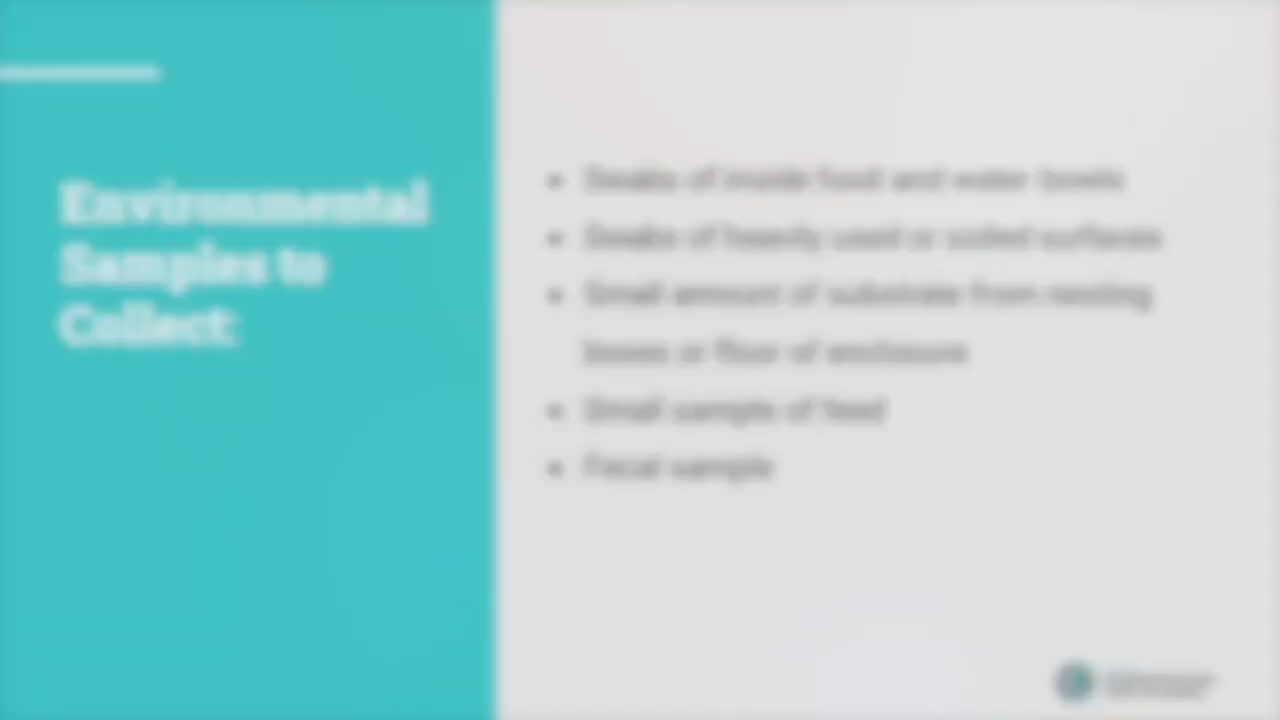 Environmental
Samples to
Collect:
• Swabs of inside food and water bowls
• Swabs of heavily used or soiled surfaces
• Small amount of substrate from nesting
boxes or floor of enclosure
• Small sample of feed
• Fecal sample